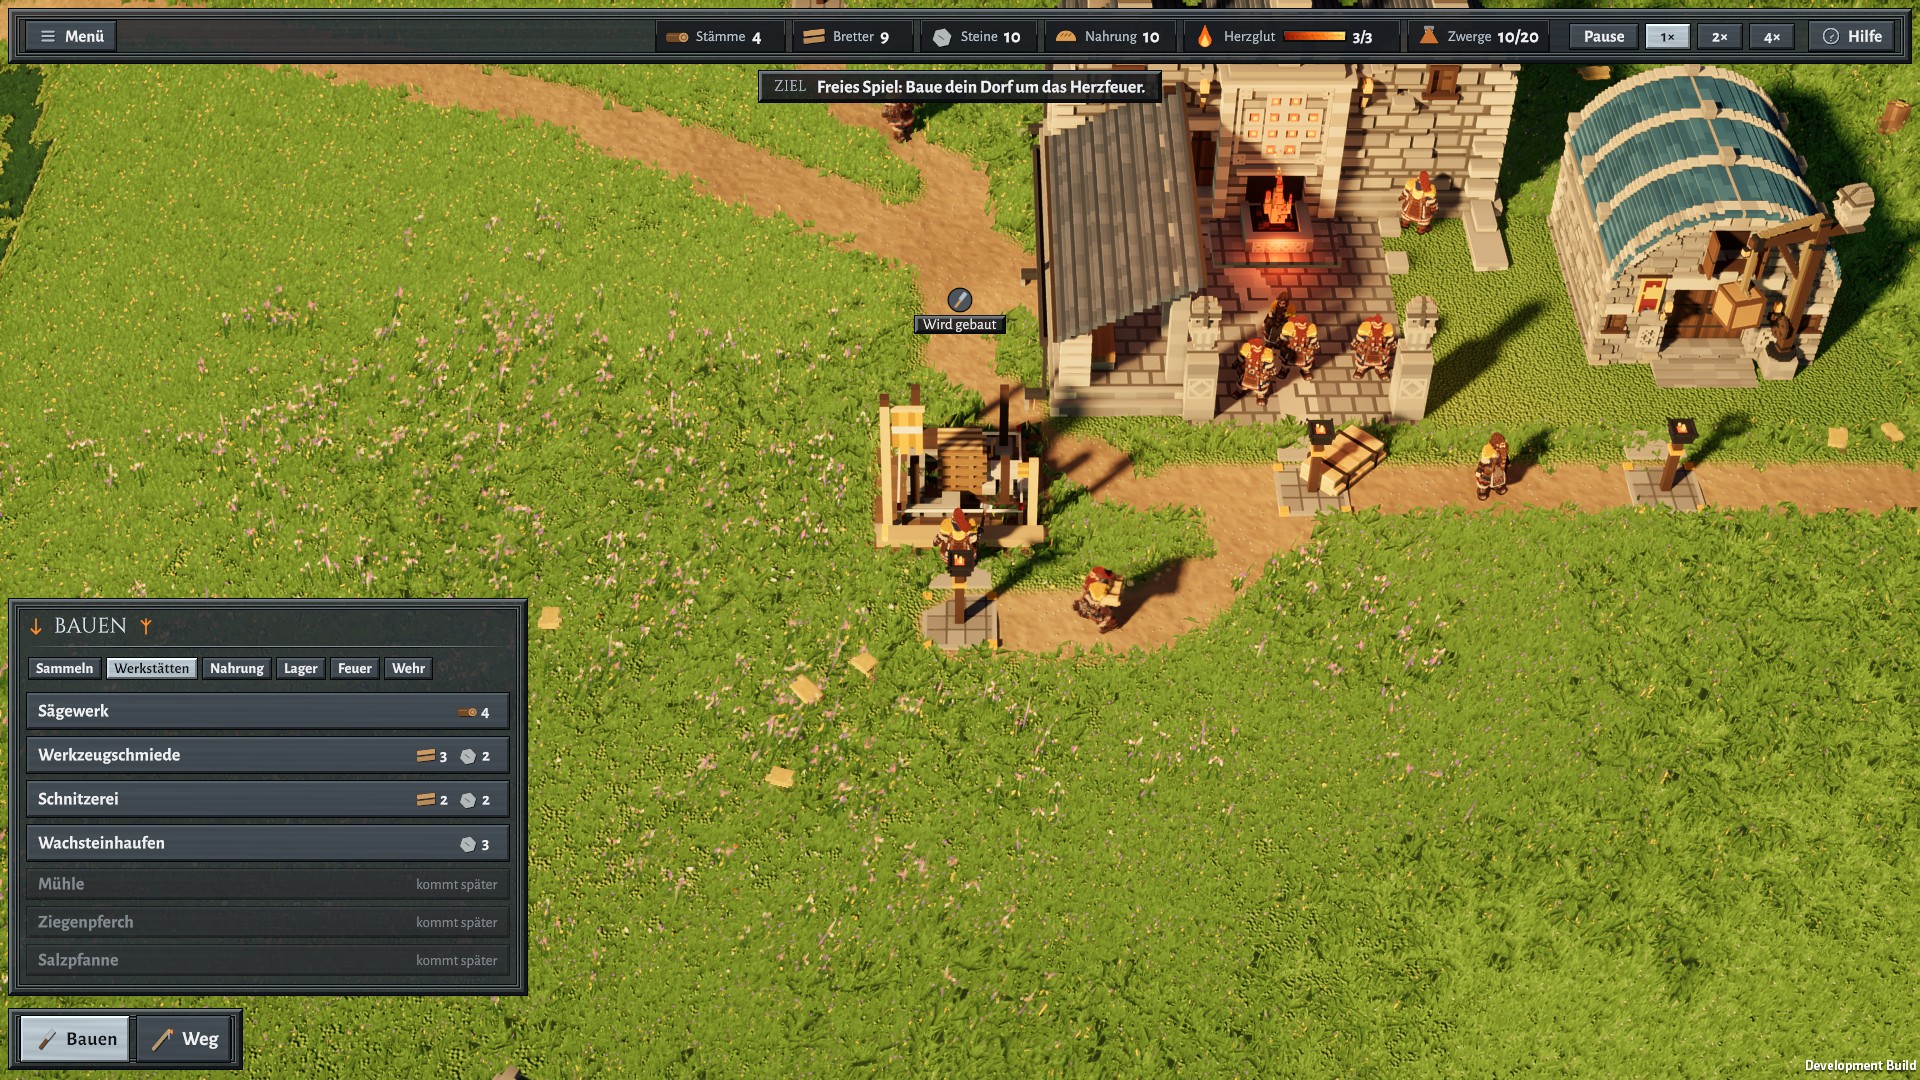 Menü
Stämme 4
Bretter 9
Steine 10
Nahrung 10
Herzglut 3/3
Zwerge 10/20
Pause
1×
2×
4×
Hilfe
ZIEL Freies Spiel: Baue dein Dorf um das Herzfeuer.
Wird gebaut
BAUEN
Sammeln
Werkstätten
Nahrung
Lager
Feuer
Wehr
Sägewerk 4
Werkzeugschmiede 3 2
Schnitzerei 2 2
Wachsteinhaufen 3
Mühle kommt später
Ziegenpferch kommt später
Salzpfanne kommt später
Bauen
Weg
Development Build